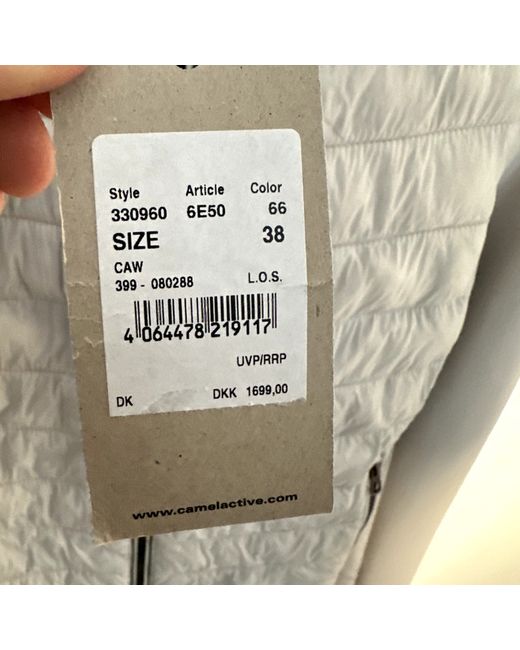 Style Article Color
330960 6E50 66
SIZE 38
CAW
399 - 080288 L.O.S.
4 064478 219117
UVP/RRP
DK DKK 1699,00
www.camelactive.com